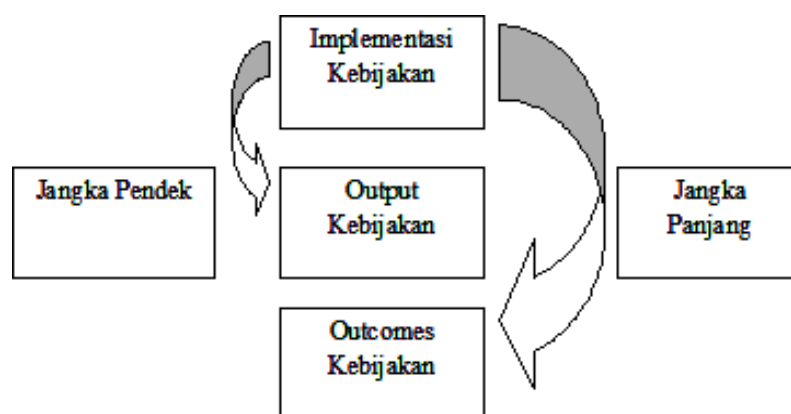 Implementasi
Kebijakan
Jangka Pendek
Output
Kebijakan
Jangka
Panjang
Outcomes
Kebijakan